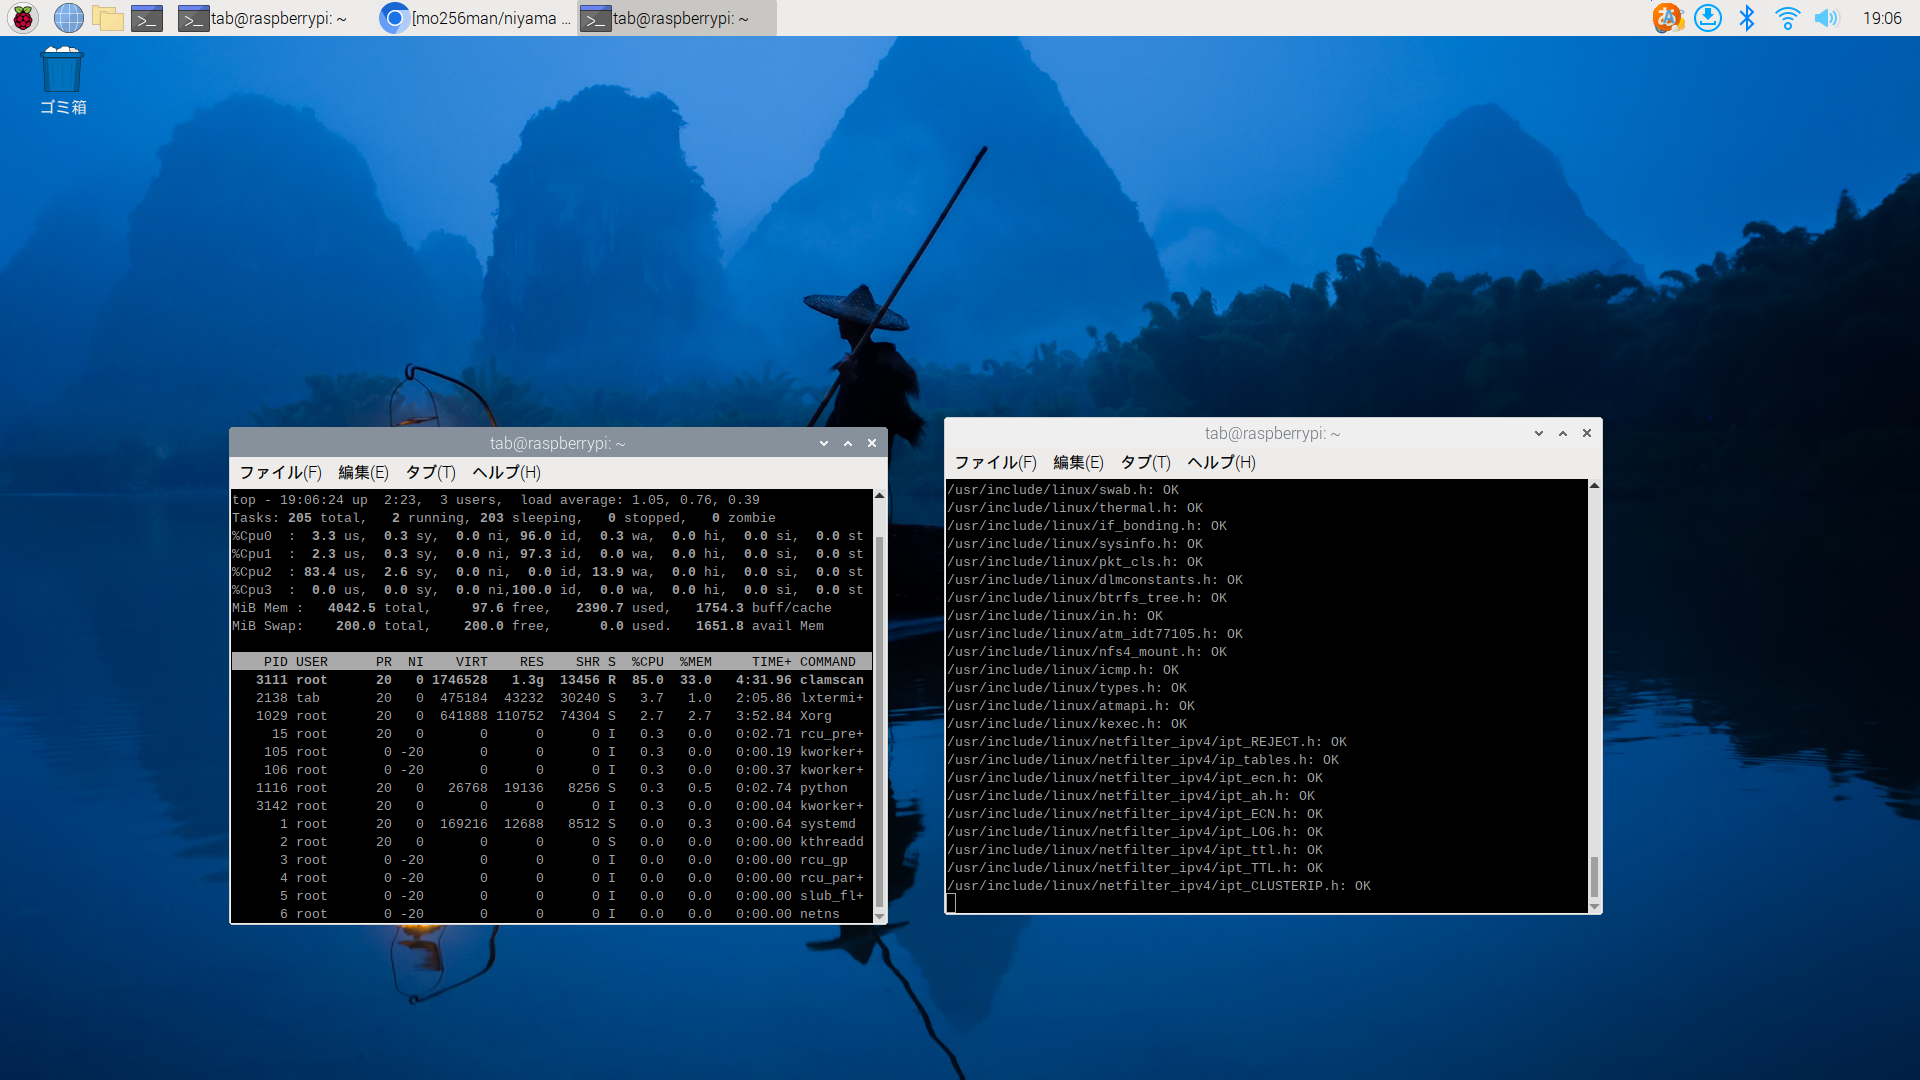 tab@raspberrypi: ~
[mo256man/niyama ...
tab@raspberrypi: ~
19:06
ゴミ箱
tab@raspberrypi: ~
ファイル(F) 編集(E) タブ(T) ヘルプ(H)
top - 19:06:24 up  2:23,  3 users,  load average: 1.05, 0.76, 0.39
Tasks: 205 total,   2 running, 203 sleeping,   0 stopped,   0 zombie
%Cpu0  :  3.3 us,  0.3 sy,  0.0 ni, 96.0 id,  0.3 wa,  0.0 hi,  0.0 si,  0.0 st
%Cpu1  :  2.3 us,  0.3 sy,  0.0 ni, 97.3 id,  0.0 wa,  0.0 hi,  0.0 si,  0.0 st
%Cpu2  : 83.4 us,  2.6 sy,  0.0 ni,  0.0 id, 13.9 wa,  0.0 hi,  0.0 si,  0.0 st
%Cpu3  :  0.0 us,  0.0 sy,  0.0 ni,100.0 id,  0.0 wa,  0.0 hi,  0.0 si,  0.0 st
MiB Mem :   4042.5 total,     97.6 free,   2390.7 used,   1754.3 buff/cache
MiB Swap:    200.0 total,    200.0 free,      0.0 used.   1651.8 avail Mem
PID USER      PR  NI    VIRT    RES    SHR S  %CPU  %MEM     TIME+ COMMAND
3111 root      20   0 1746528   1.3g  13456 R  85.0  33.0   4:31.96 clamscan
2138 tab       20   0  475184  43232  30240 S   3.7   1.0   2:05.86 lxtermi+
1029 root      20   0  641888 110752  74304 S   2.7   2.7   3:52.84 Xorg
15 root      20   0       0      0      0 I   0.3   0.0   0:02.71 rcu_pre+
105 root       0 -20       0      0      0 I   0.3   0.0   0:00.19 kworker+
106 root       0 -20       0      0      0 I   0.3   0.0   0:00.37 kworker+
1116 root      20   0   26768  19136   8256 S   0.3   0.5   0:02.74 python
3142 root      20   0       0      0      0 I   0.3   0.0   0:00.04 kworker+
1 root      20   0  169216  12688   8512 S   0.0   0.3   0:00.64 systemd
2 root      20   0       0      0      0 S   0.0   0.0   0:00.00 kthreadd
3 root       0 -20       0      0      0 I   0.0   0.0   0:00.00 rcu_gp
4 root       0 -20       0      0      0 I   0.0   0.0   0:00.00 rcu_par+
5 root       0 -20       0      0      0 I   0.0   0.0   0:00.00 slub_fl+
6 root       0 -20       0      0      0 I   0.0   0.0   0:00.00 netns
tab@raspberrypi: ~
ファイル(F) 編集(E) タブ(T) ヘルプ(H)
/usr/include/linux/swab.h: OK
/usr/include/linux/thermal.h: OK
/usr/include/linux/if_bonding.h: OK
/usr/include/linux/sysinfo.h: OK
/usr/include/linux/pkt_cls.h: OK
/usr/include/linux/dlmconstants.h: OK
/usr/include/linux/btrfs_tree.h: OK
/usr/include/linux/in.h: OK
/usr/include/linux/atm_idt77105.h: OK
/usr/include/linux/nfs4_mount.h: OK
/usr/include/linux/icmp.h: OK
/usr/include/linux/types.h: OK
/usr/include/linux/atmapi.h: OK
/usr/include/linux/kexec.h: OK
/usr/include/linux/netfilter_ipv4/ipt_REJECT.h: OK
/usr/include/linux/netfilter_ipv4/ip_tables.h: OK
/usr/include/linux/netfilter_ipv4/ipt_ecn.h: OK
/usr/include/linux/netfilter_ipv4/ipt_ah.h: OK
/usr/include/linux/netfilter_ipv4/ipt_ECN.h: OK
/usr/include/linux/netfilter_ipv4/ipt_LOG.h: OK
/usr/include/linux/netfilter_ipv4/ipt_ttl.h: OK
/usr/include/linux/netfilter_ipv4/ipt_TTL.h: OK
/usr/include/linux/netfilter_ipv4/ipt_CLUSTERIP.h: OK